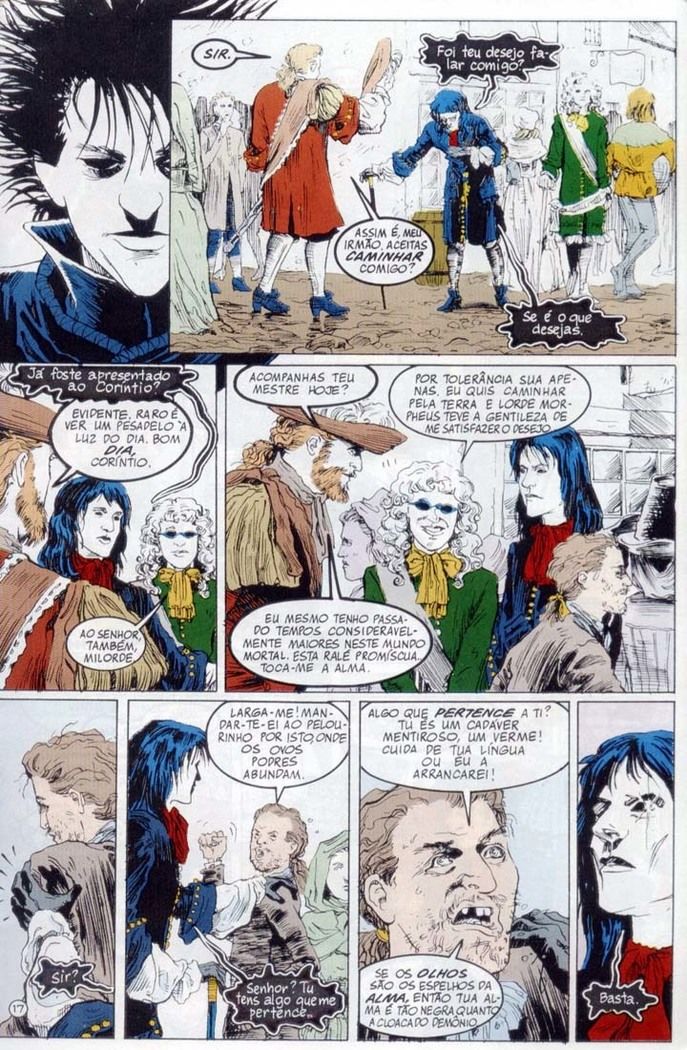 SIR.
Foi teu desejo fa-
lar comigo?
ASSIM É, MEU
IRMÃO. ACEITAS
CAMINHAR
COMIGO?
Se é o que
desejas.
Já foste apresentado
ao Coríntio?
EVIDENTE. RARO É
VER UM PESADELO À
LUZ DO DIA. BOM
DIA,
CORÍNTIO.
AO SENHOR,
TAMBÉM,
MILORDE.
ACOMPANHAS TEU
MESTRE HOJE?
POR TOLERÂNCIA SUA APE-
NAS. EU QUIS CAMINHAR
PELA TERRA E LORDE MOR-
PHEUS TEVE A GENTILEZA DE
ME SATISFAZER O DESEJO.
EU MESMO TENHO PASSA-
DO TEMPOS CONSIDERAVEL-
MENTE MAIORES NESTE MUNDO
MORTAL. ESTA RALÉ PROMÍSCUA.
TOCA-ME A ALMA.
Sir?
17
LARGA-ME! MAN-
DAR-TE-EI AO PELOU-
RINHO POR ISTO, ONDE
OS OVOS
PODRES
ABUNDAM.
Senhor? Tu
tens algo que me
pertence..
ALGO QUE PERTENCE A TI?
TU ÉS UM CADÁVER
MENTIROSO, UM VERME!
CUIDA DE TUA LÍNGUA
OU EU A
ARRANCAREI!
SE OS OLHOS
SÃO OS ESPELHOS DA
ALMA, ENTÃO TUA AL-
MA É TÃO NEGRA QUANTO
A CLOACA DO DEMÔNIO.
Basta.